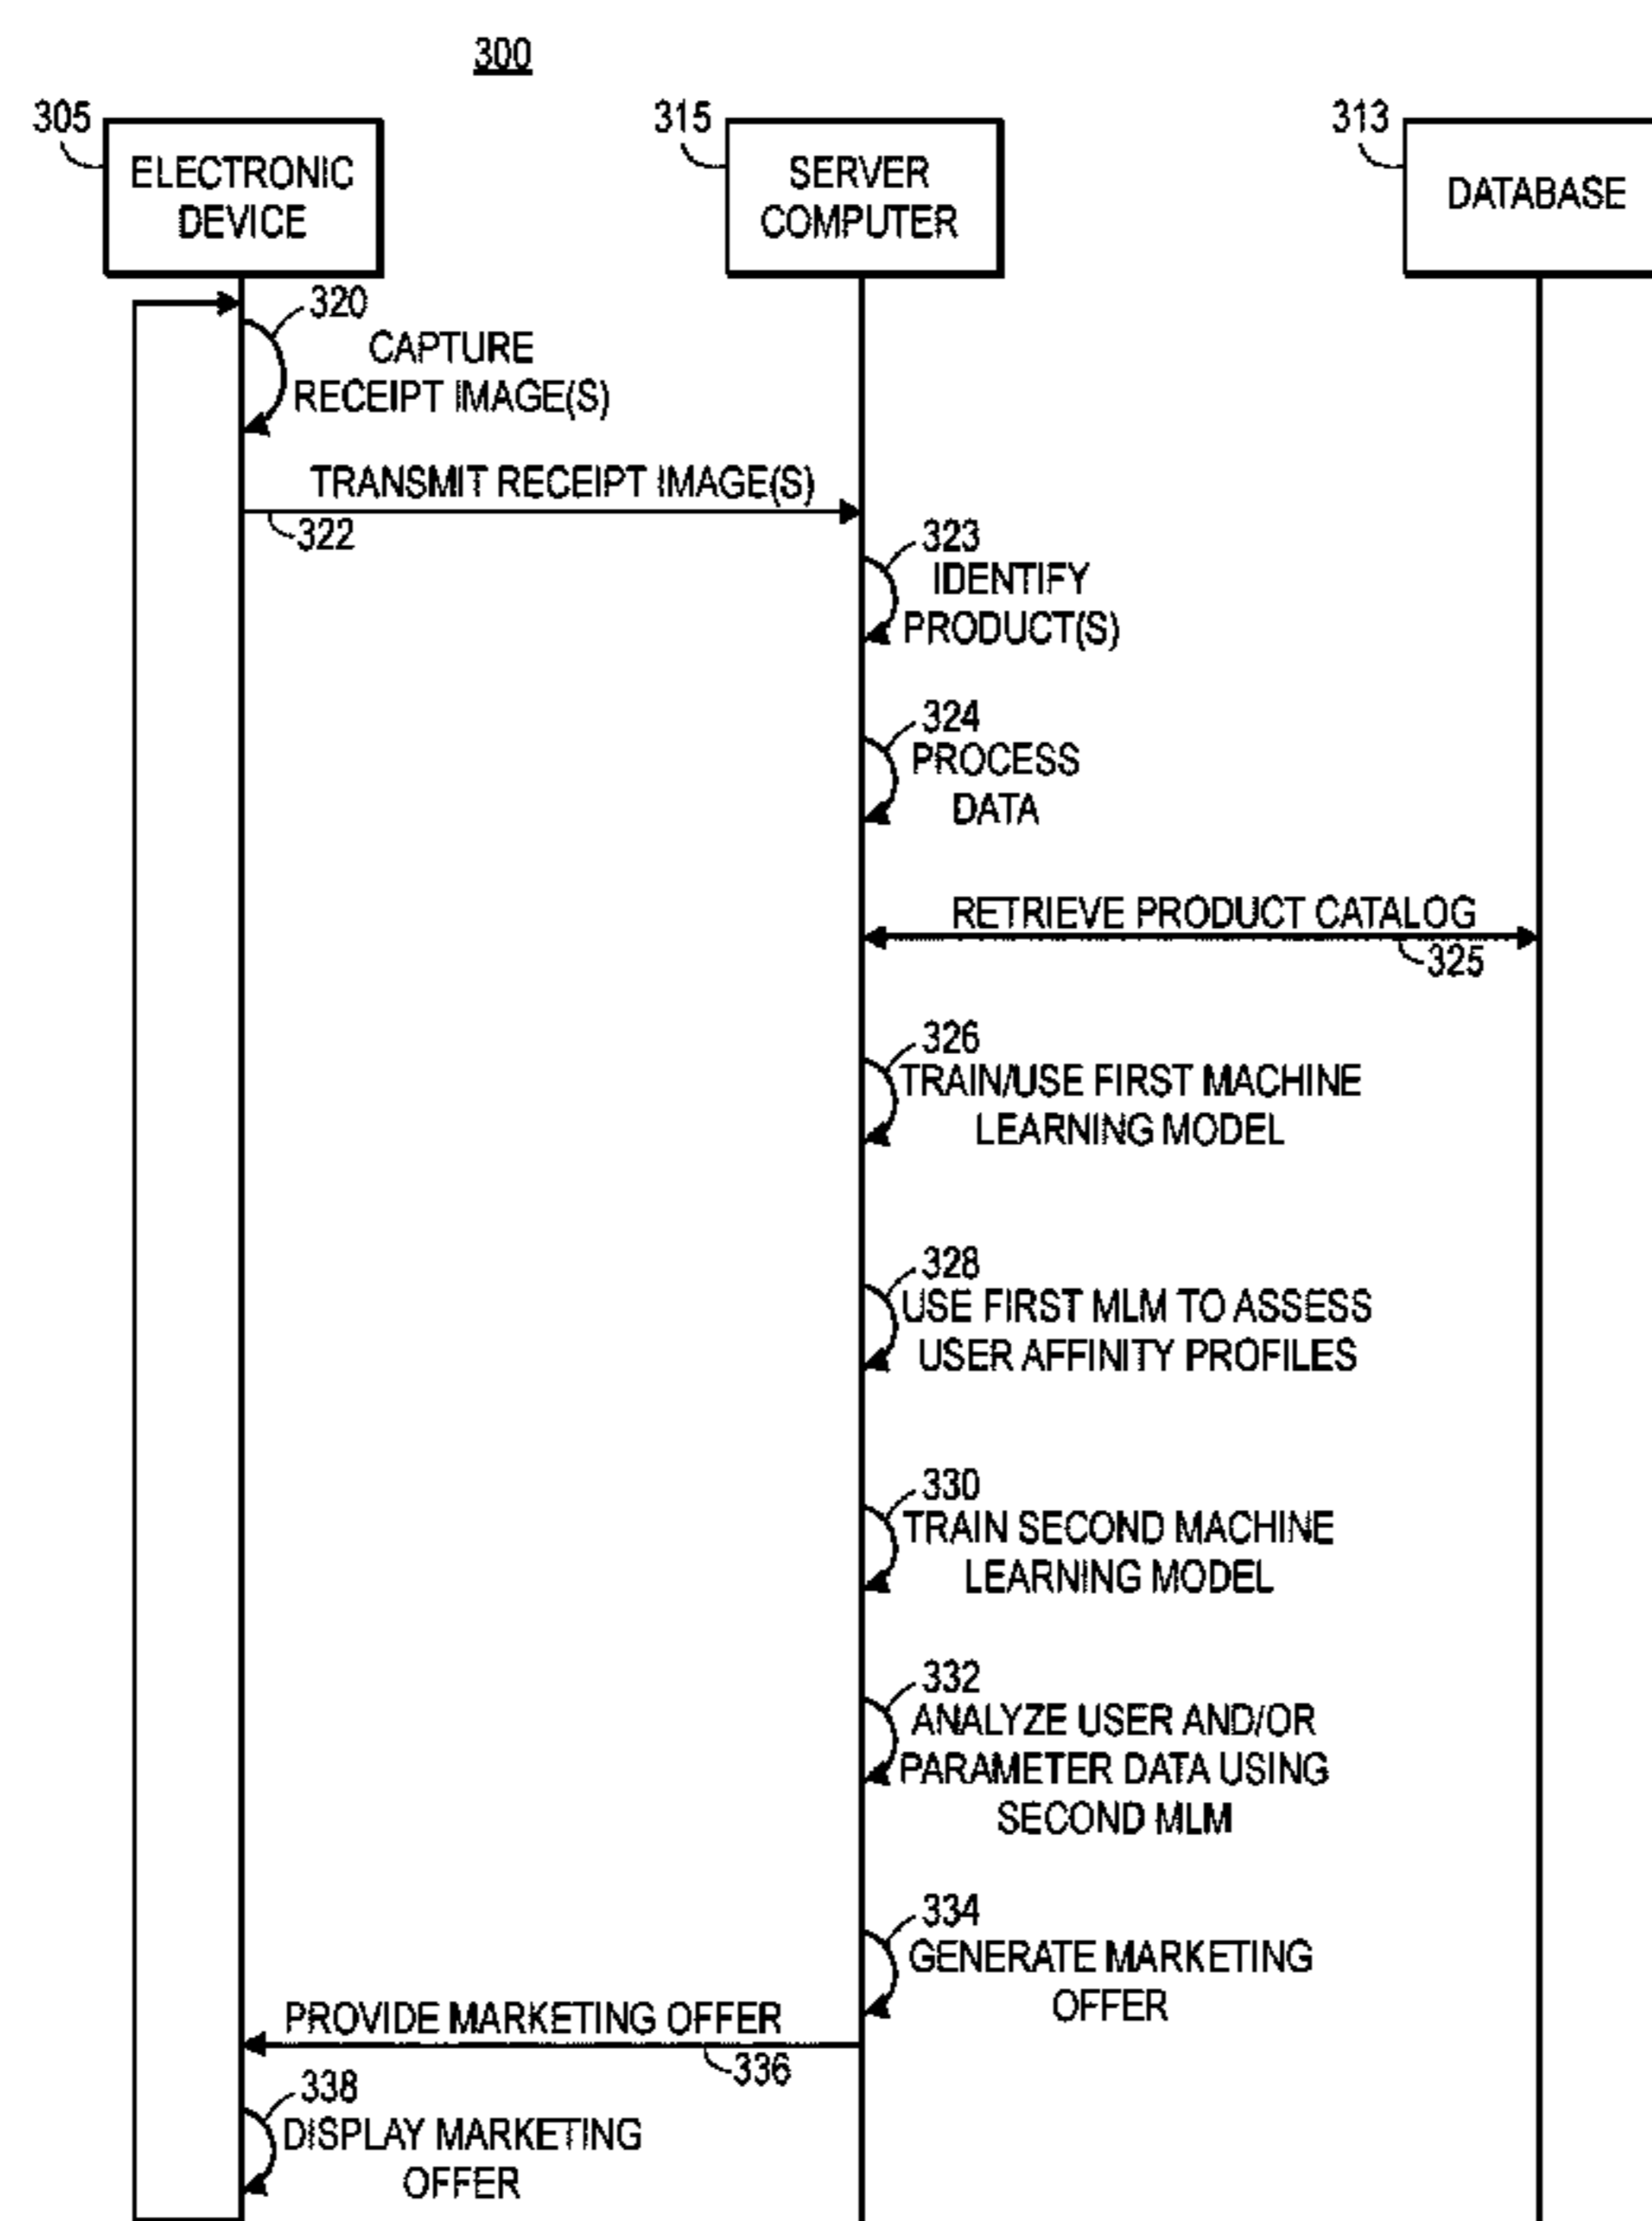 300
305
ELECTRONIC
DEVICE
315
SERVER
COMPUTER
313
DATABASE
320
CAPTURE
RECEIPT IMAGE(S)
TRANSMIT RECEIPT IMAGE(S)
322
323
IDENTIFY
PRODUCT(S)
324
PROCESS
DATA
RETRIEVE PRODUCT CATALOG
325
326
TRAIN/USE FIRST MACHINE
LEARNING MODEL
328
USE FIRST MLM TO ASSESS
USER AFFINITY PROFILES
330
TRAIN SECOND MACHINE
LEARNING MODEL
332
ANALYZE USER AND/OR
PARAMETER DATA USING
SECOND MLM
334
GENERATE MARKETING
OFFER
PROVIDE MARKETING OFFER
336
338
DISPLAY MARKETING
OFFER